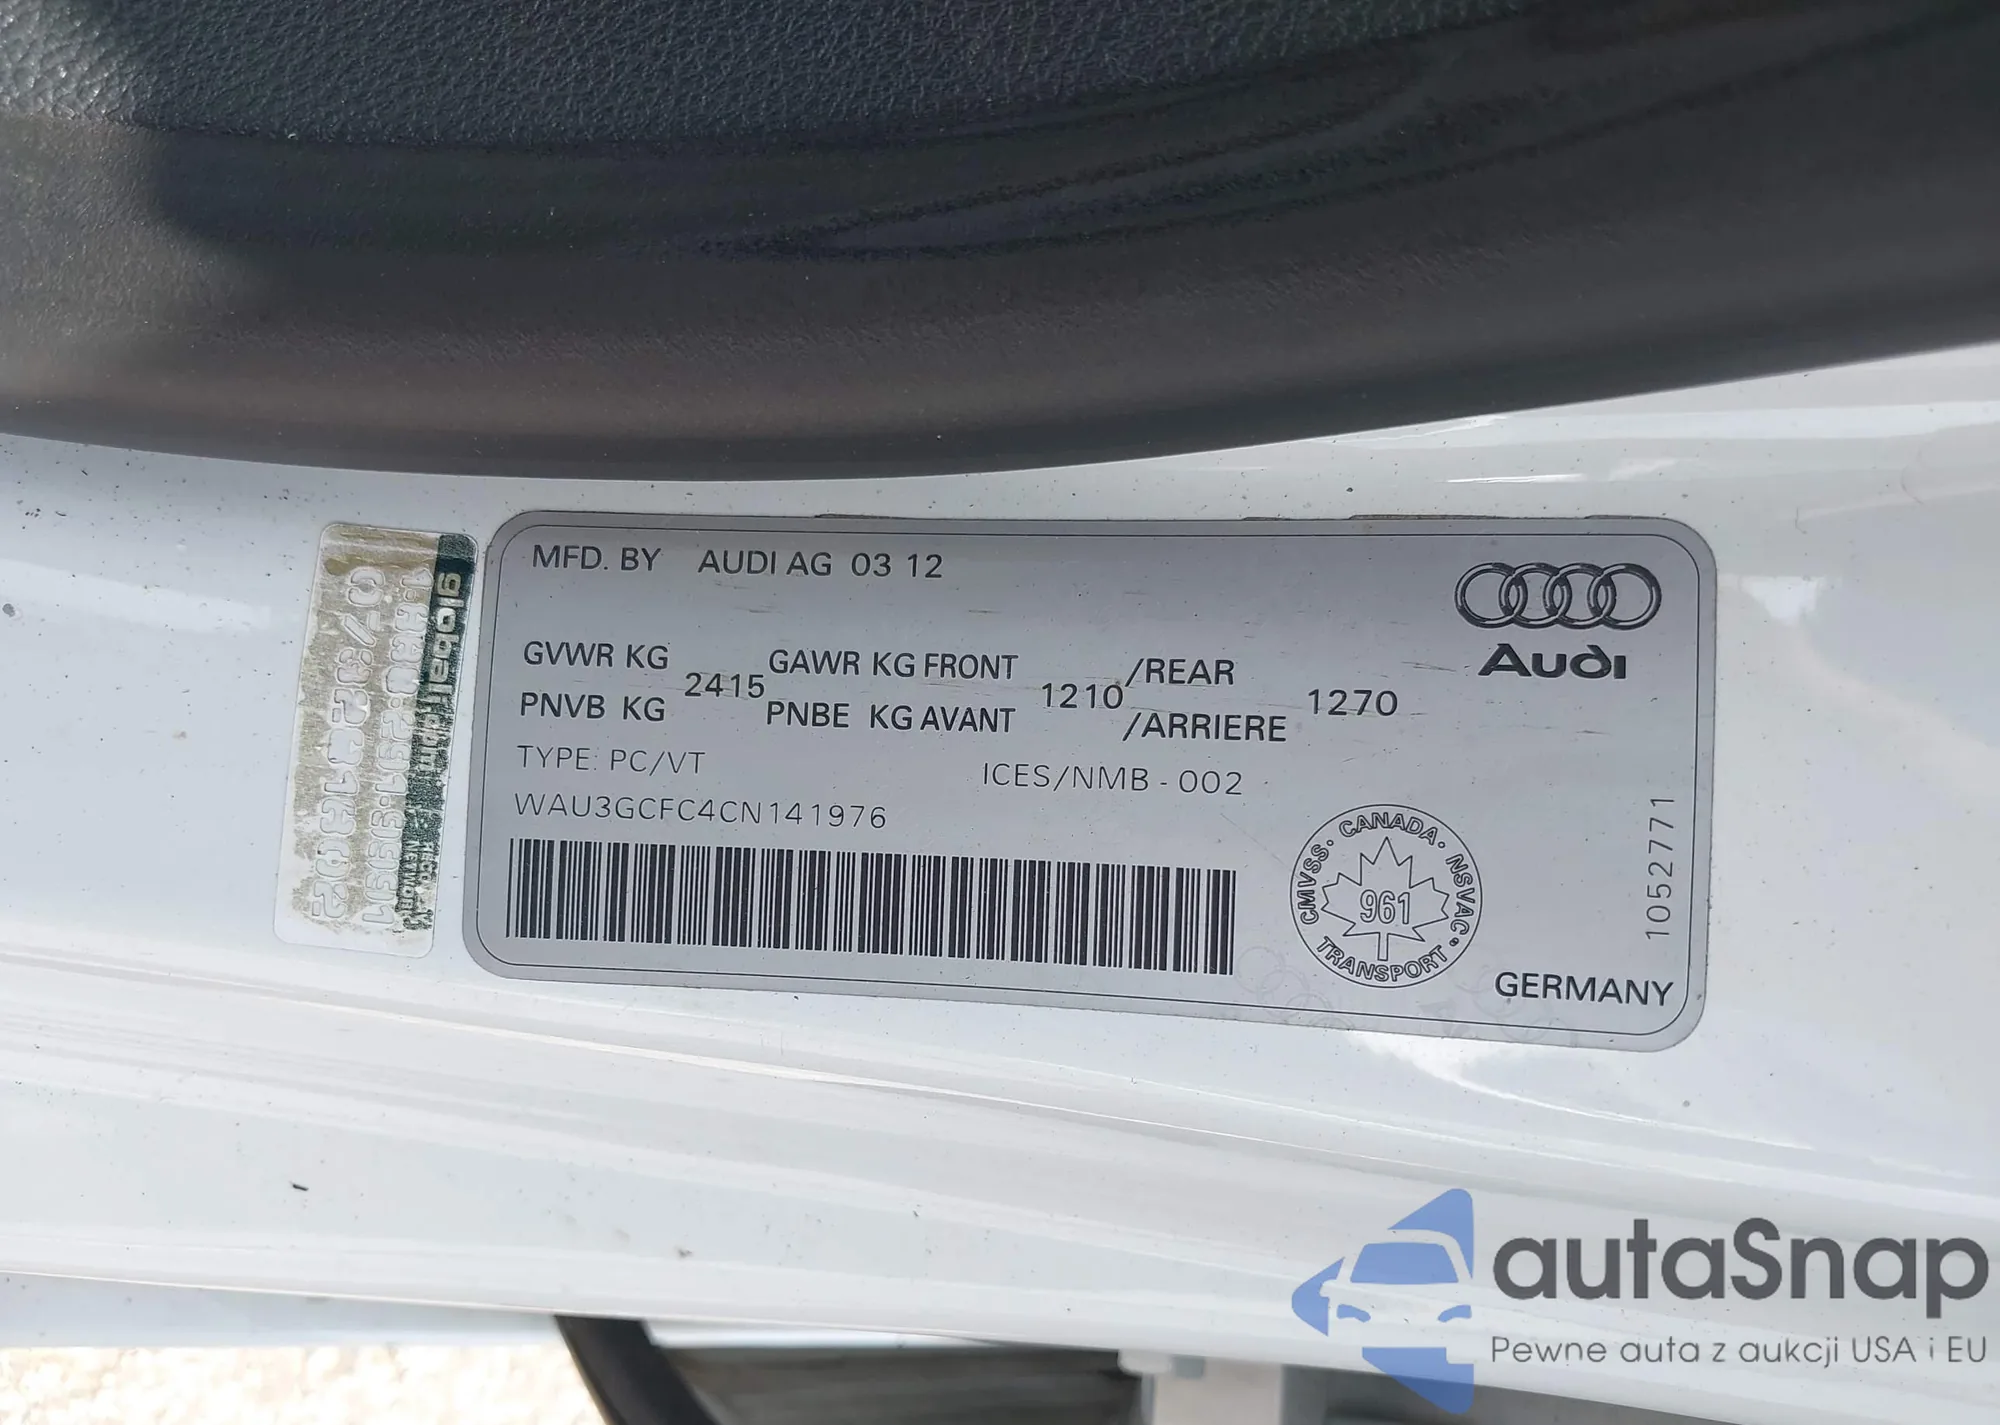 MFD. BY AUDI AG 03 12
Audi
GVWR KG 2415 GAWR KG FRONT 1210 /REAR 1270
PNVB KG PNBE KG AVANT /ARRIERE
TYPE: PC/VT ICES/NMB - 002
WAU3GCFC4CN141976
CMVSS. · CANADA · NSVAC ·
961
TRANSPORT
1052771
GERMANY
global
autaSnap
Pewne auta z aukcji USA i EU